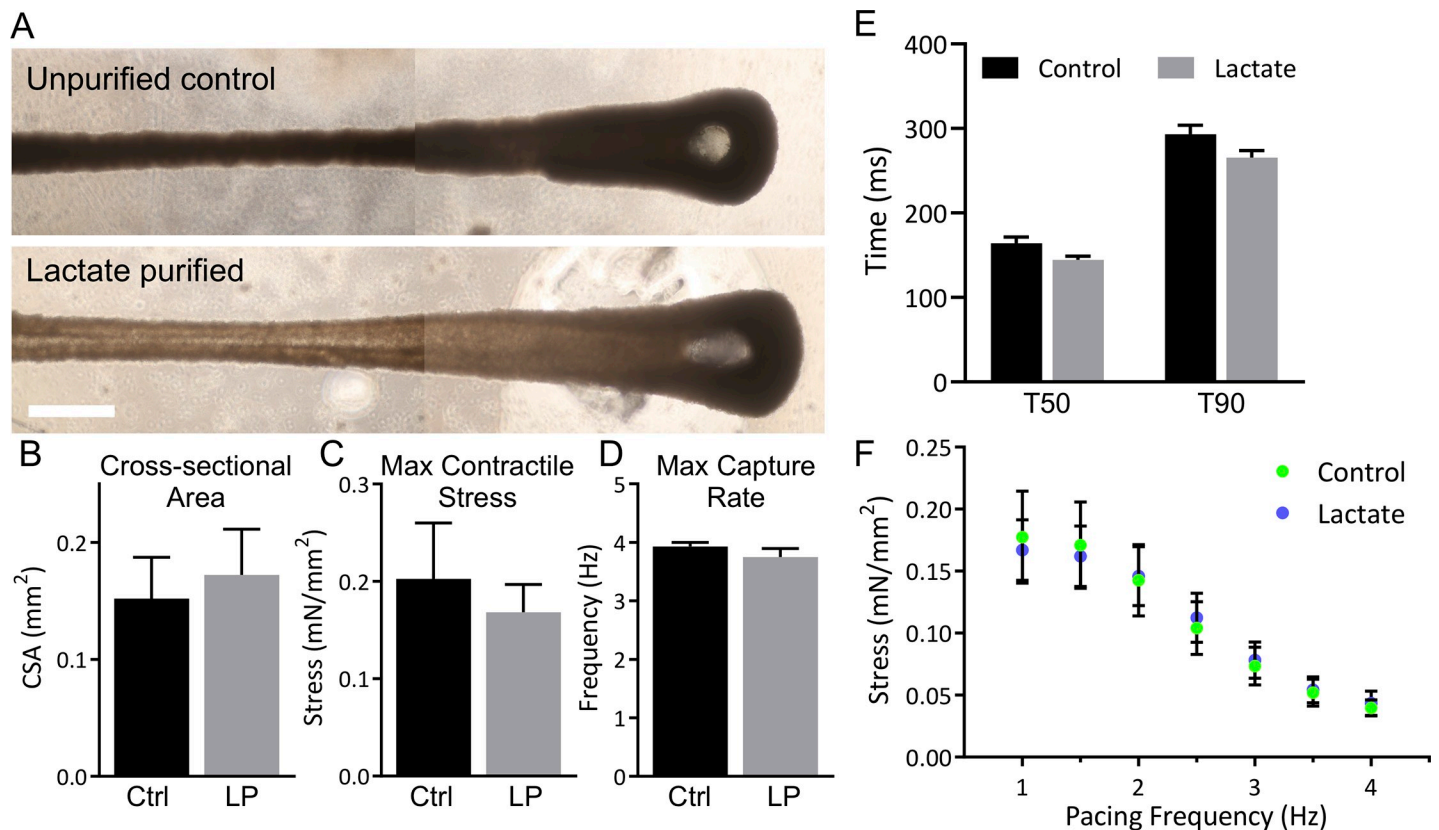 A
Unpurified control
Lactate purified
B
Cross-sectional
Area
CSA (mm²)
0.2
0.1
0.0
Ctrl
LP
C
Max Contractile
Stress
Stress (mN/mm²)
0.3
0.2
0.1
0.0
Ctrl
LP
D
Max Capture
Rate
Frequency (Hz)
5
4
3
2
1
0
Ctrl
LP
E
Control
Lactate
Time (ms)
400
300
200
100
0
T50
T90
F
Control
Lactate
Stress (mN/mm²)
0.25
0.20
0.15
0.10
0.05
0.00
1
2
3
4
Pacing Frequency (Hz)